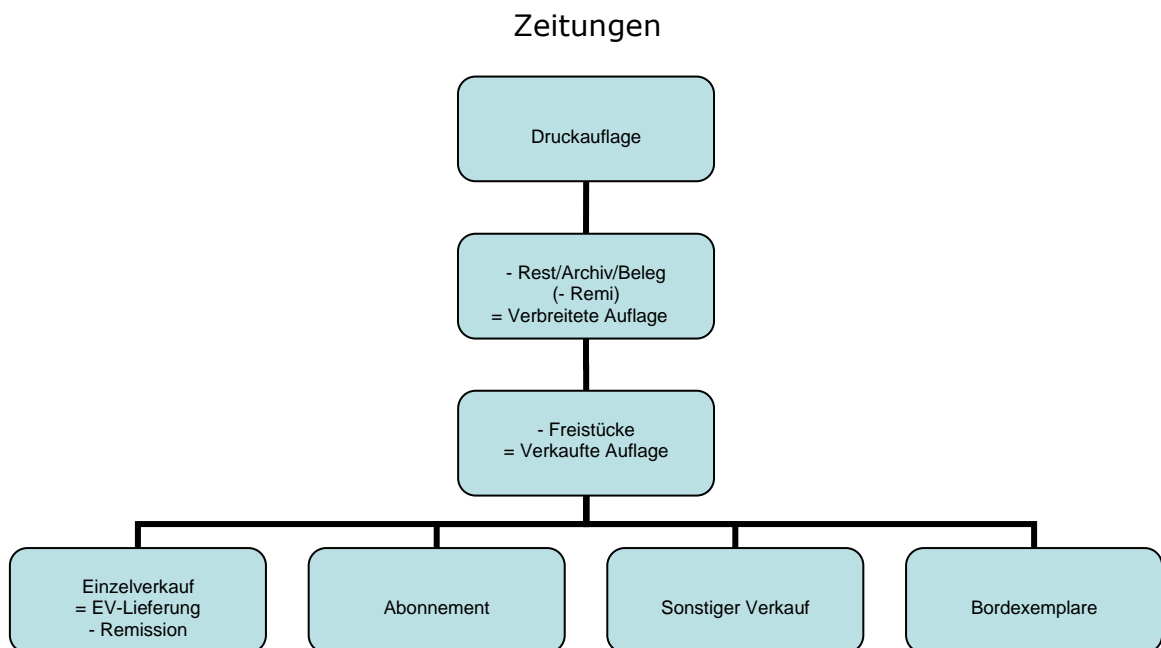 Zeitungen
Druckauflage
- Rest/Archiv/Beleg
(- Remi)
= Verbreitete Auflage
- Freistücke
= Verkaufte Auflage
Einzelverkauf
= EV-Lieferung
- Remission
Abonnement
Sonstiger Verkauf
Bordexemplare